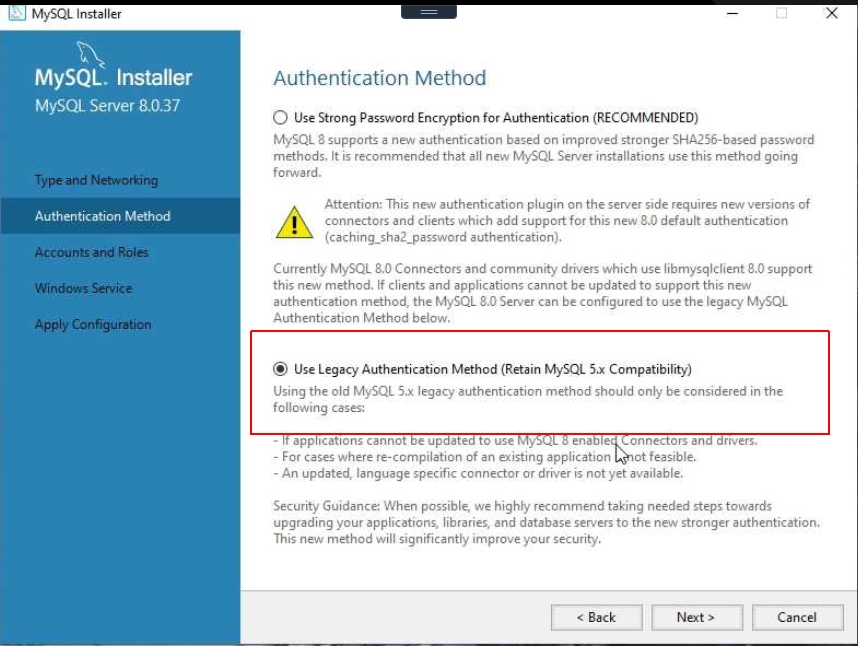 MySQL Installer
MySQL. Installer
MySQL Server 8.0.37
Type and Networking
Authentication Method
Accounts and Roles
Windows Service
Apply Configuration
Authentication Method
Use Strong Password Encryption for Authentication (RECOMMENDED)
MySQL 8 supports a new authentication based on improved stronger SHA256-based password
methods. It is recommended that all new MySQL Server installations use this method going
forward.
Attention: This new authentication plugin on the server side requires new versions of
connectors and clients which add support for this new 8.0 default authentication
(caching_sha2_password authentication).
Currently MySQL 8.0 Connectors and community drivers which use libmysqlclient 8.0 support
this new method. If clients and applications cannot be updated to support this new
authentication method, the MySQL 8.0 Server can be configured to use the legacy MySQL
Authentication Method below.
Use Legacy Authentication Method (Retain MySQL 5.x Compatibility)
Using the old MySQL 5.x legacy authentication method should only be considered in the
following cases:
- If applications cannot be updated to use MySQL 8 enabled Connectors and drivers.
- For cases where re-compilation of an existing application not feasible.
- An updated, language specific connector or driver is not yet available.
Security Guidance: When possible, we highly recommend taking needed steps towards
upgrading your applications, libraries, and database servers to the new stronger authentication.
This new method will significantly improve your security.
< Back
Next >
Cancel